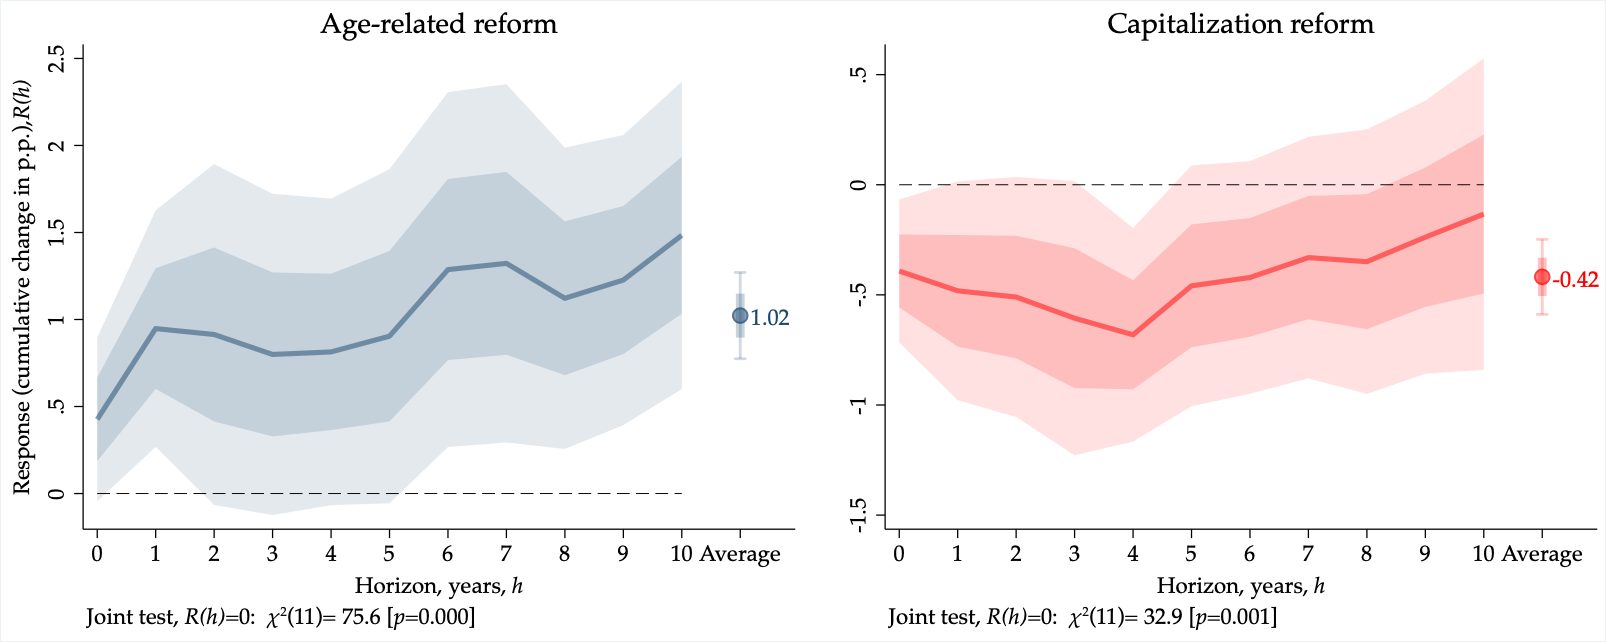 Age-related reform
Response (cumulative change in p.p.),R(h)
2.5
2
1.5
1
.5
0
1.02
0 1 2 3 4 5 6 7 8 9 10 Average
Horizon, years, h
Joint test, R(h)=0: χ²(11)= 75.6 [p=0.000]
Capitalization reform
.5
0
-.5
-1
-1.5
-0.42
0 1 2 3 4 5 6 7 8 9 10 Average
Horizon, years, h
Joint test, R(h)=0: χ²(11)= 32.9 [p=0.001]